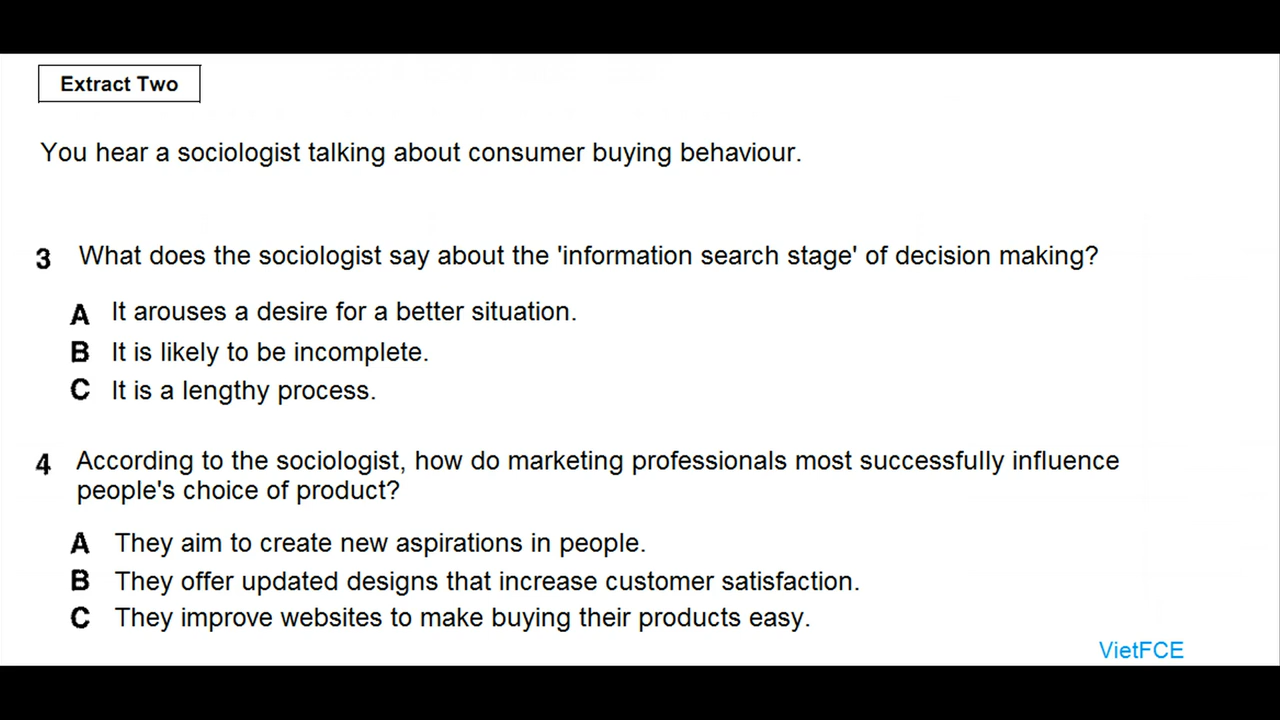 Extract Two
You hear a sociologist talking about consumer buying behaviour.
3 What does the sociologist say about the 'information search stage' of decision making?
A It arouses a desire for a better situation.
B It is likely to be incomplete.
C It is a lengthy process.
4 According to the sociologist, how do marketing professionals most successfully influence
people's choice of product?
A They aim to create new aspirations in people.
B They offer updated designs that increase customer satisfaction.
C They improve websites to make buying their products easy.
VietFCE